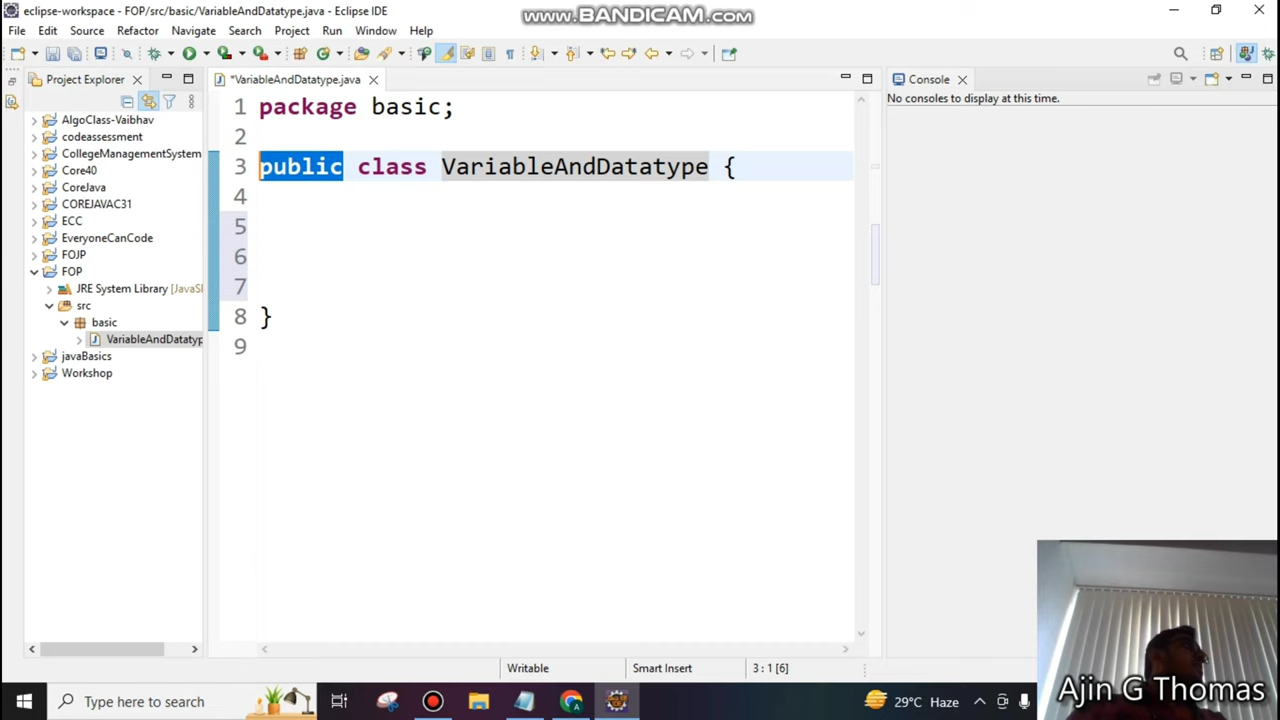 eclipse-workspace - FOP/src/basic/VariableAndDatatype.java - Eclipse IDE
www.BANDICAM.com
File Edit Source Refactor Navigate Search Project Run Window Help
Project Explorer
*VariableAndDatatype.java
Console
No consoles to display at this time.
AlgoClass-Vaibhav
codeassessment
CollegeManagementSystem
Core40
CoreJava
COREJAVAC31
ECC
EveryoneCanCode
FOJP
FOP
JRE System Library [JavaS
src
basic
VariableAndDatatyp
javaBasics
Workshop
1 package basic;
2
3 public class VariableAndDatatype {
4
5
6
7
8 }
9
Writable Smart Insert 3 : 1 [6]
Type here to search
29°C Haze
Ajin G Thomas